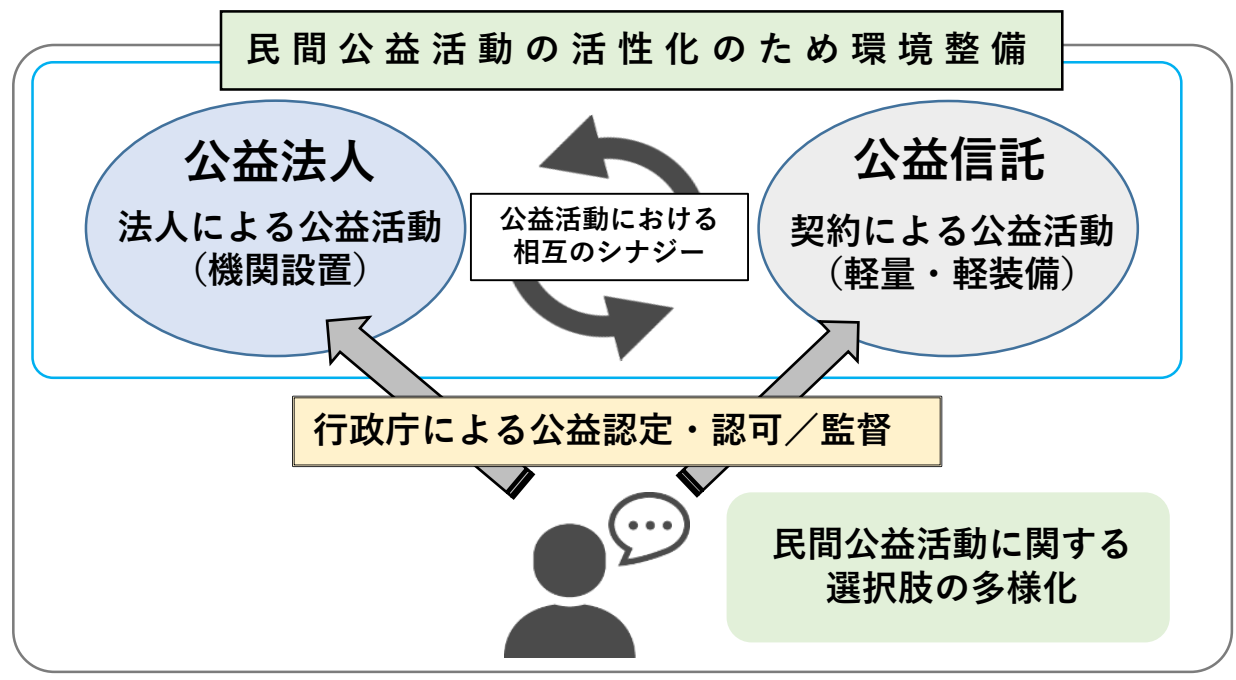 民間公益活動の活性化のため環境整備
公益法人
法人による公益活動
（機関設置）
公益活動における
相互のシナジー
公益信託
契約による公益活動
（軽量・軽装備）
行政庁による公益認定・認可／監督
民間公益活動に関する
選択肢の多様化